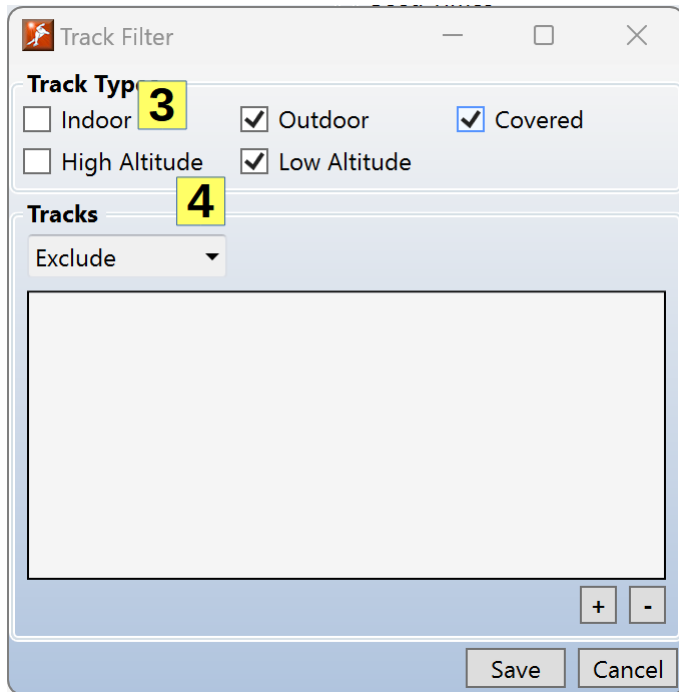 Track Filter
Track Types
3
Indoor
Outdoor
Covered
High Altitude
Low Altitude
4
Tracks
Exclude
+
-
Save
Cancel